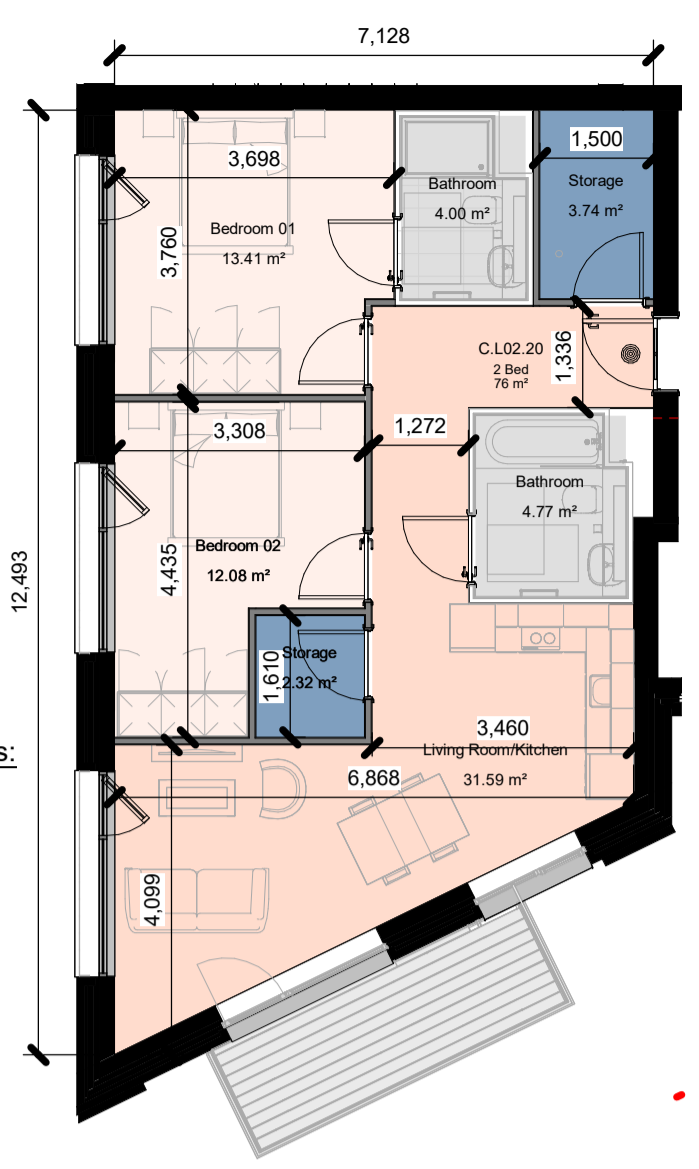 7,128
1,500
3,698
Bathroom
4.00 m²
Storage
3.74 m²
Bedroom 01
13.41 m²
3,760
C.L02.20
2 Bed
76 m²
1,336
3,308
1,272
Bathroom
4.77 m²
Bedroom 02
12.08 m²
4,435
12,493
Storage
2.32 m²
1,610
3,460
Living Room/Kitchen
31.59 m²
s:
6,868
4,099